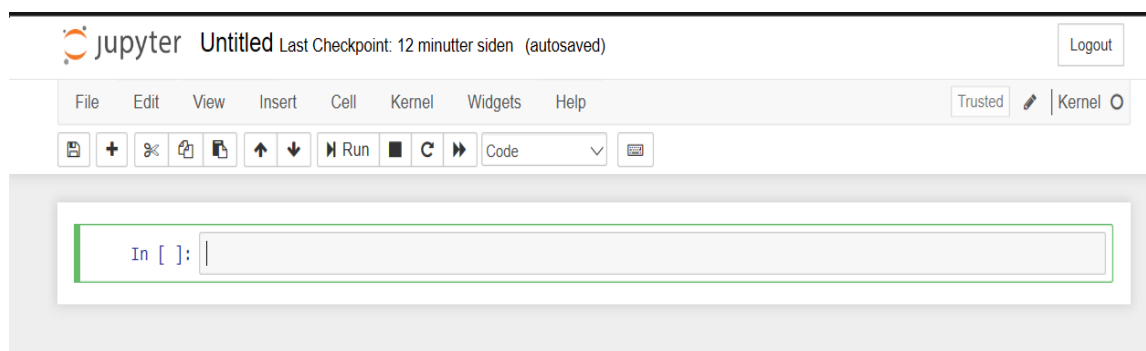 jupyter Untitled Last Checkpoint: 12 minutter siden (autosaved) Logout
File Edit View Insert Cell Kernel Widgets Help Trusted Kernel
Run Code
In [ ]: